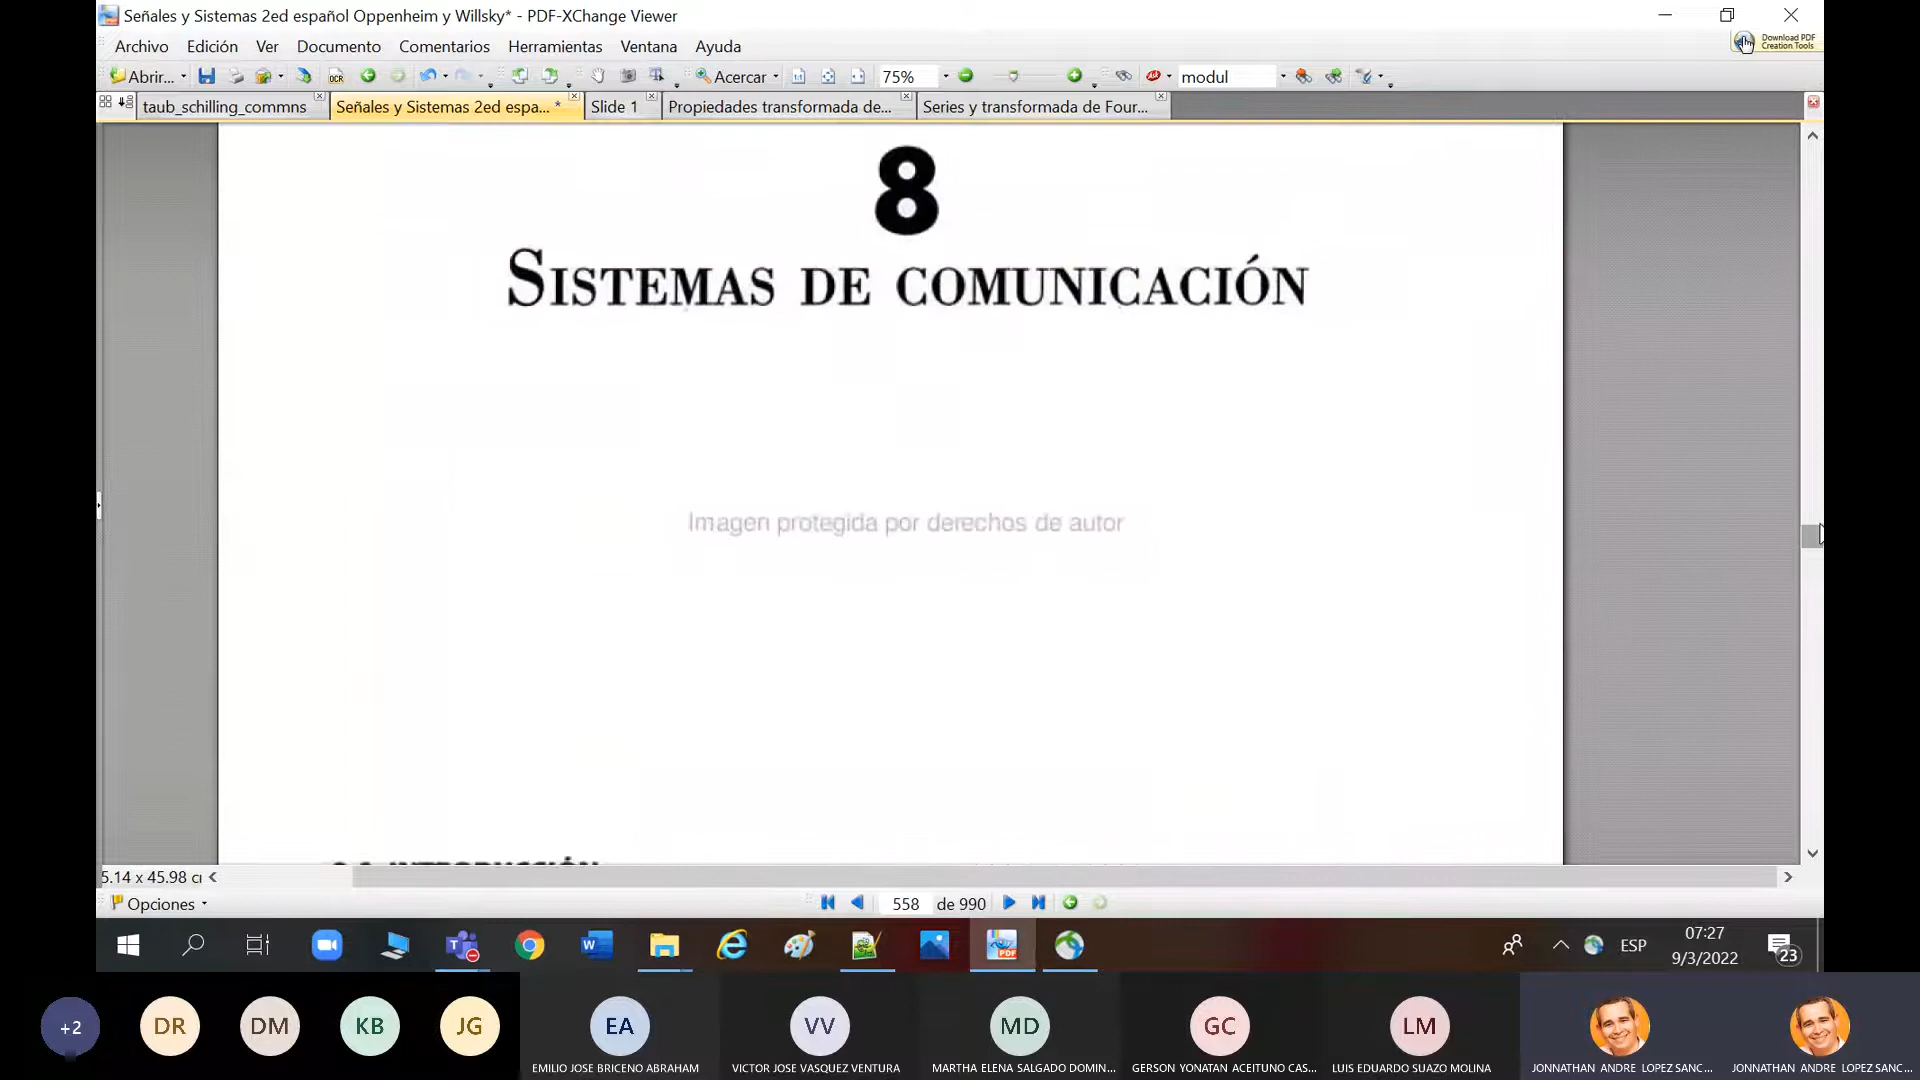 Señales y Sistemas 2ed español Oppenheim y Willsky* - PDF-XChange Viewer
Archivo Edición Ver Documento Comentarios Herramientas Ventana Ayuda
Download PDF
Creation Tools
Abrir... OCR Acercar 75% modul
taub_schilling_commns Señales y Sistemas 2ed espa... * Slide 1 Propiedades transformada de... Series y transformada de Four...
8
SISTEMAS DE COMUNICACIÓN
Imagen protegida por derechos de autor
5.14 x 45.98 c
Opciones 558 de 990
ESP
07:27
9/3/2022
23
+2 DR DM KB JG EA VV MD GC LM
EMILIO JOSE BRICENO ABRAHAM VICTOR JOSE VASQUEZ VENTURA MARTHA ELENA SALGADO DOMIN... GERSON YONATAN ACEITUNO CAS... LUIS EDUARDO SUAZO MOLINA JONNATHAN ANDRE LOPEZ SANC... JONNATHAN ANDRE LOPEZ SANC...